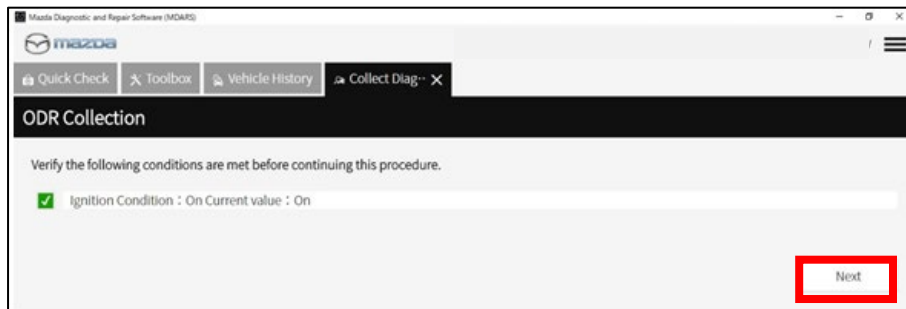 Mazda Diagnostic and Repair Software (MDARS)
mazda
Quick Check Toolbox Vehicle History Collect Diag··
ODR Collection
Verify the following conditions are met before continuing this procedure.
Ignition Condition : On Current value : On
Next